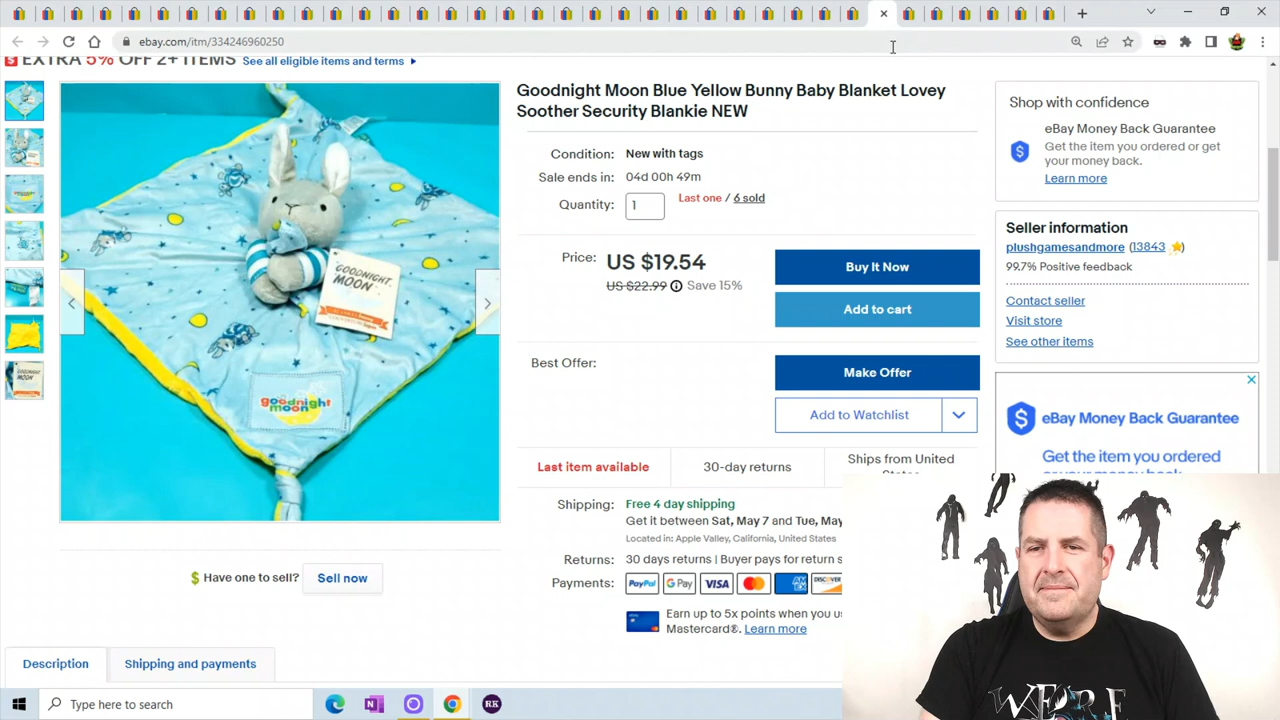 ebay.com/itm/334246960250
EXTRA 5% OFF 2+ ITEMS See all eligible items and terms
Goodnight Moon Blue Yellow Bunny Baby Blanket Lovey
Soother Security Blankie NEW
Condition: New with tags
Sale ends in: 04d 00h 49m
Quantity: 1 Last one / 6 sold
Price: US $19.54
US $22.99 Save 15%
Buy It Now
Add to cart
Best Offer:
Make Offer
Add to Watchlist
Last item available
30-day returns
Ships from United
States
Shipping: Free 4 day shipping
Get it between Sat, May 7 and Tue, May
Located in: Apple Valley, California, United States
Returns: 30 days returns | Buyer pays for return s
Payments: PayPal G Pay VISA AM EX DISCOVER
Earn up to 5x points when you us
Mastercard®. Learn more
Shop with confidence
eBay Money Back Guarantee
Get the item you ordered or get
your money back.
Learn more
Seller information
plushgamesandmore (13843)
99.7% Positive feedback
Contact seller
Visit store
See other items
eBay Money Back Guarantee
Get the item you ordered
GOODNIGHT
MOON
goodnight
moon
Have one to sell? Sell now
Description
Shipping and payments
Type here to search
RK